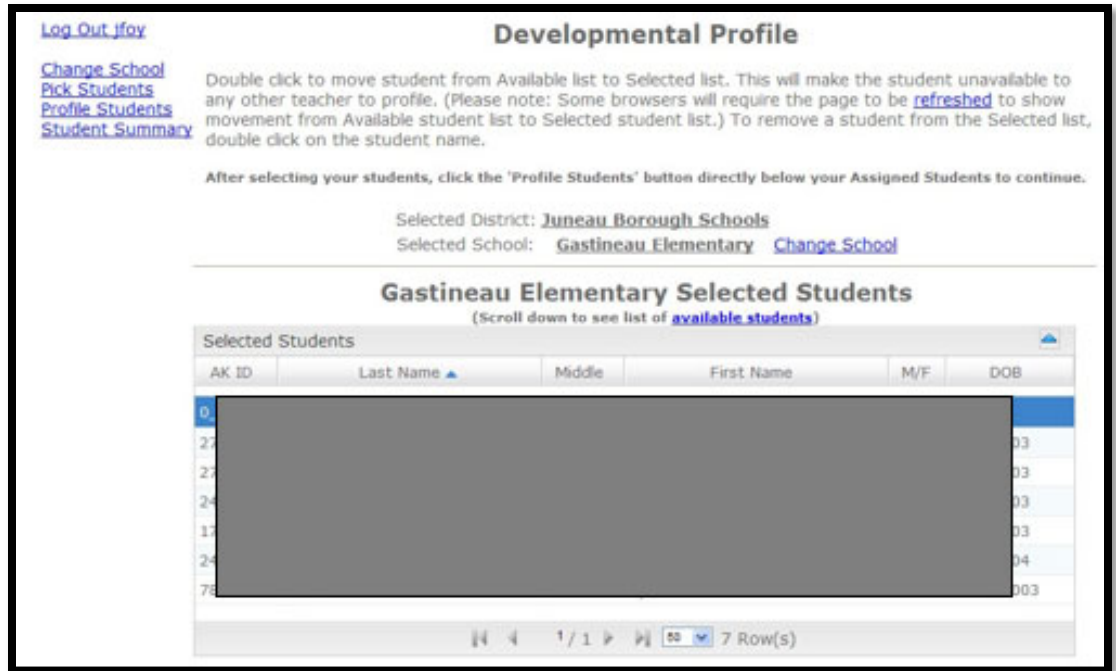 Log Out jfoy
Change School
Pick Students
Profile Students
Student Summary
Developmental Profile
Double click to move student from Available list to Selected list. This will make the student unavailable to
any other teacher to profile. (Please note: Some browsers will require the page to be refreshed to show
movement from Available student list to Selected student list.) To remove a student from the Selected list,
double click on the student name.
After selecting your students, click the 'Profile Students' button directly below your Assigned Students to continue.
Selected District: Juneau Borough Schools
Selected School: Gastineau Elementary Change School
Gastineau Elementary Selected Students
(Scroll down to see list of available students)
Selected Students
AK ID Last Name Middle First Name M/F DOB
0_
27 03
27 03
24 03
17 03
24 04
78 003
1 / 1 50 7 Row(s)